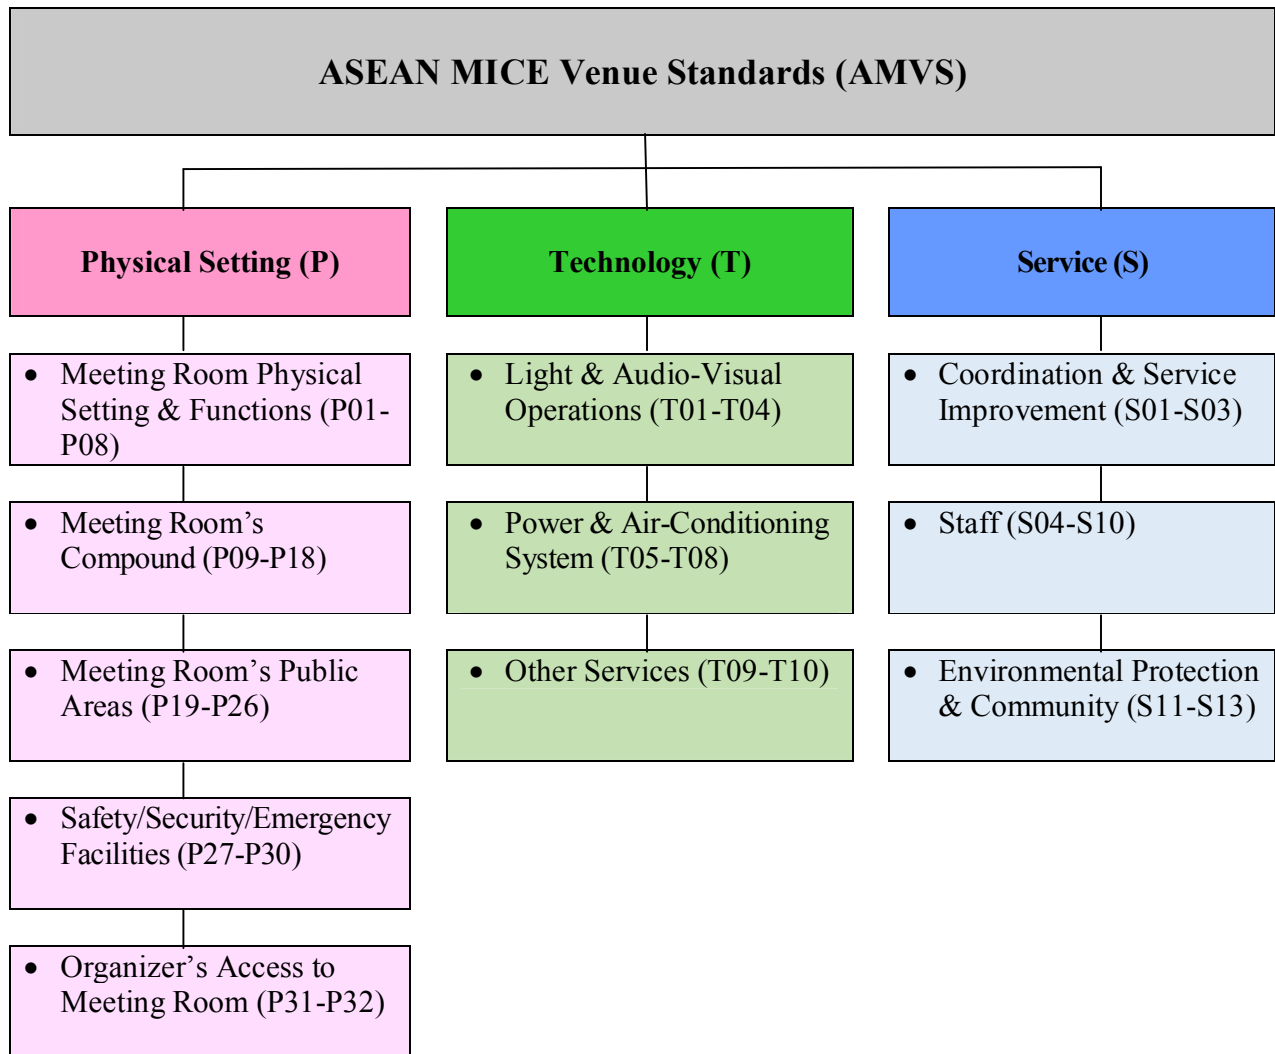 ASEAN MICE Venue Standards (AMVS)
Physical Setting (P)
• Meeting Room Physical
Setting & Functions (P01-
P08)
• Meeting Room’s
Compound (P09-P18)
• Meeting Room’s Public
Areas (P19-P26)
• Safety/Security/Emergency
Facilities (P27-P30)
• Organizer’s Access to
Meeting Room (P31-P32)
Technology (T)
• Light & Audio-Visual
Operations (T01-T04)
• Power & Air-Conditioning
System (T05-T08)
• Other Services (T09-T10)
Service (S)
• Coordination & Service
Improvement (S01-S03)
• Staff (S04-S10)
• Environmental Protection
& Community (S11-S13)